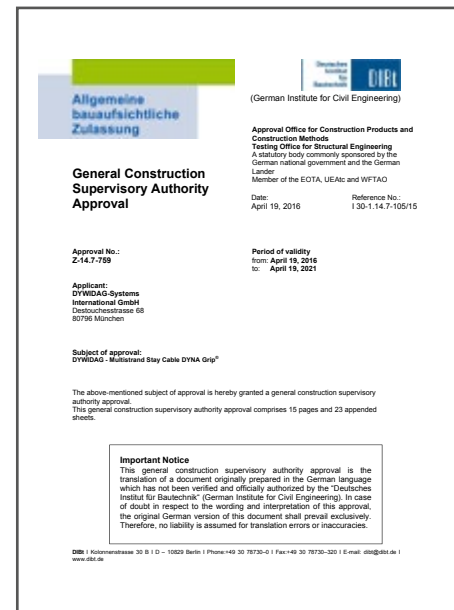 Deutsches
Institut
für
Bautechnik
DIBt
Allgemeine
bauaufsichtliche
Zulassung
(German Institute for Civil Engineering)
Approval Office for Construction Products and
Construction Methods
Testing Office for Structural Engineering
A statutory body commonly sponsored by the
German national government and the German
Lander
Member of the EOTA, UEAtc and WFTAO
General Construction
Supervisory Authority
Approval
Date: Reference No.:
April 19, 2016 I 30-1.14.7-105/15
Approval No.:
Z-14.7-759
Period of validity
from: April 19, 2016
to: April 19, 2021
Applicant:
DYWIDAG-Systems
International GmbH
Destouchesstrasse 68
80796 München
Subject of approval:
DYWIDAG - Multistrand Stay Cable DYNA Grip®
The above-mentioned subject of approval is hereby granted a general construction supervisory
authority approval.
This general construction supervisory authority approval comprises 15 pages and 23 appended
sheets.
Important Notice
This general construction supervisory authority approval is the
translation of a document originally prepared in the German language
which has not been verified and officially authorized by the "Deutsches
Institut für Bautechnik" (German Institute for Civil Engineering). In case
of doubt in respect to the wording and interpretation of this approval,
the original German version of this document shall prevail exclusively.
Therefore, no liability is assumed for translation errors or inaccuracies.
DIBt I Kolonnenstrasse 30 B I D – 10829 Berlin I Phone:+49 30 78730–0 I Fax:+49 30 78730–320 I E-mail: dibt@dibt.de I
www.dibt.de